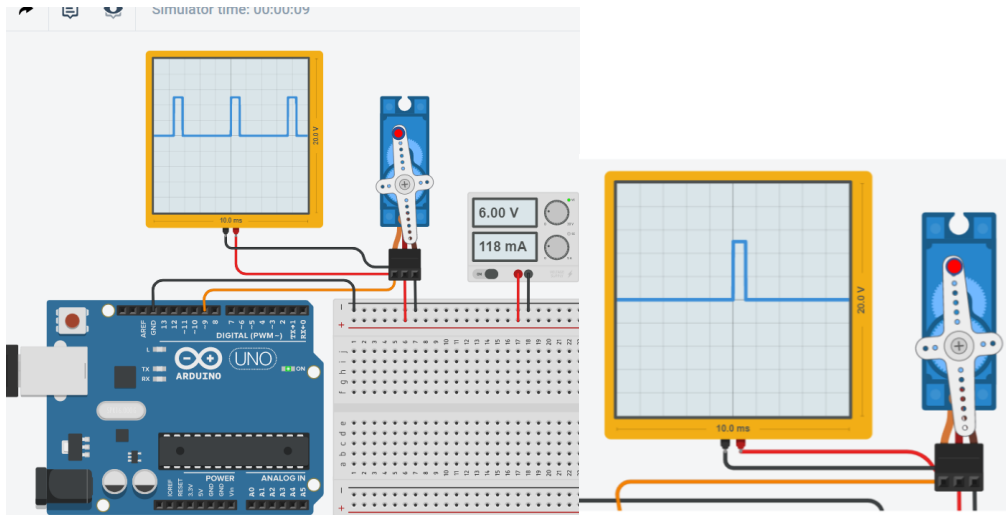 Simulator time: 00:00:09
20.0 V
10.0 ms
6.00 V
118 mA
20.0 V
10.0 ms
AREF
GND
13
12
~11
~10
~9
8
7
~6
~5
4
~3
2
TX→1
RX←0
DIGITAL (PWM~)
L
TX
RX
UNO
ON
ARDUINO
POWER
ANALOG IN
IOREF
RESET
3.3V
5V
GND
GND
Vin
A0
A1
A2
A3
A4
A5